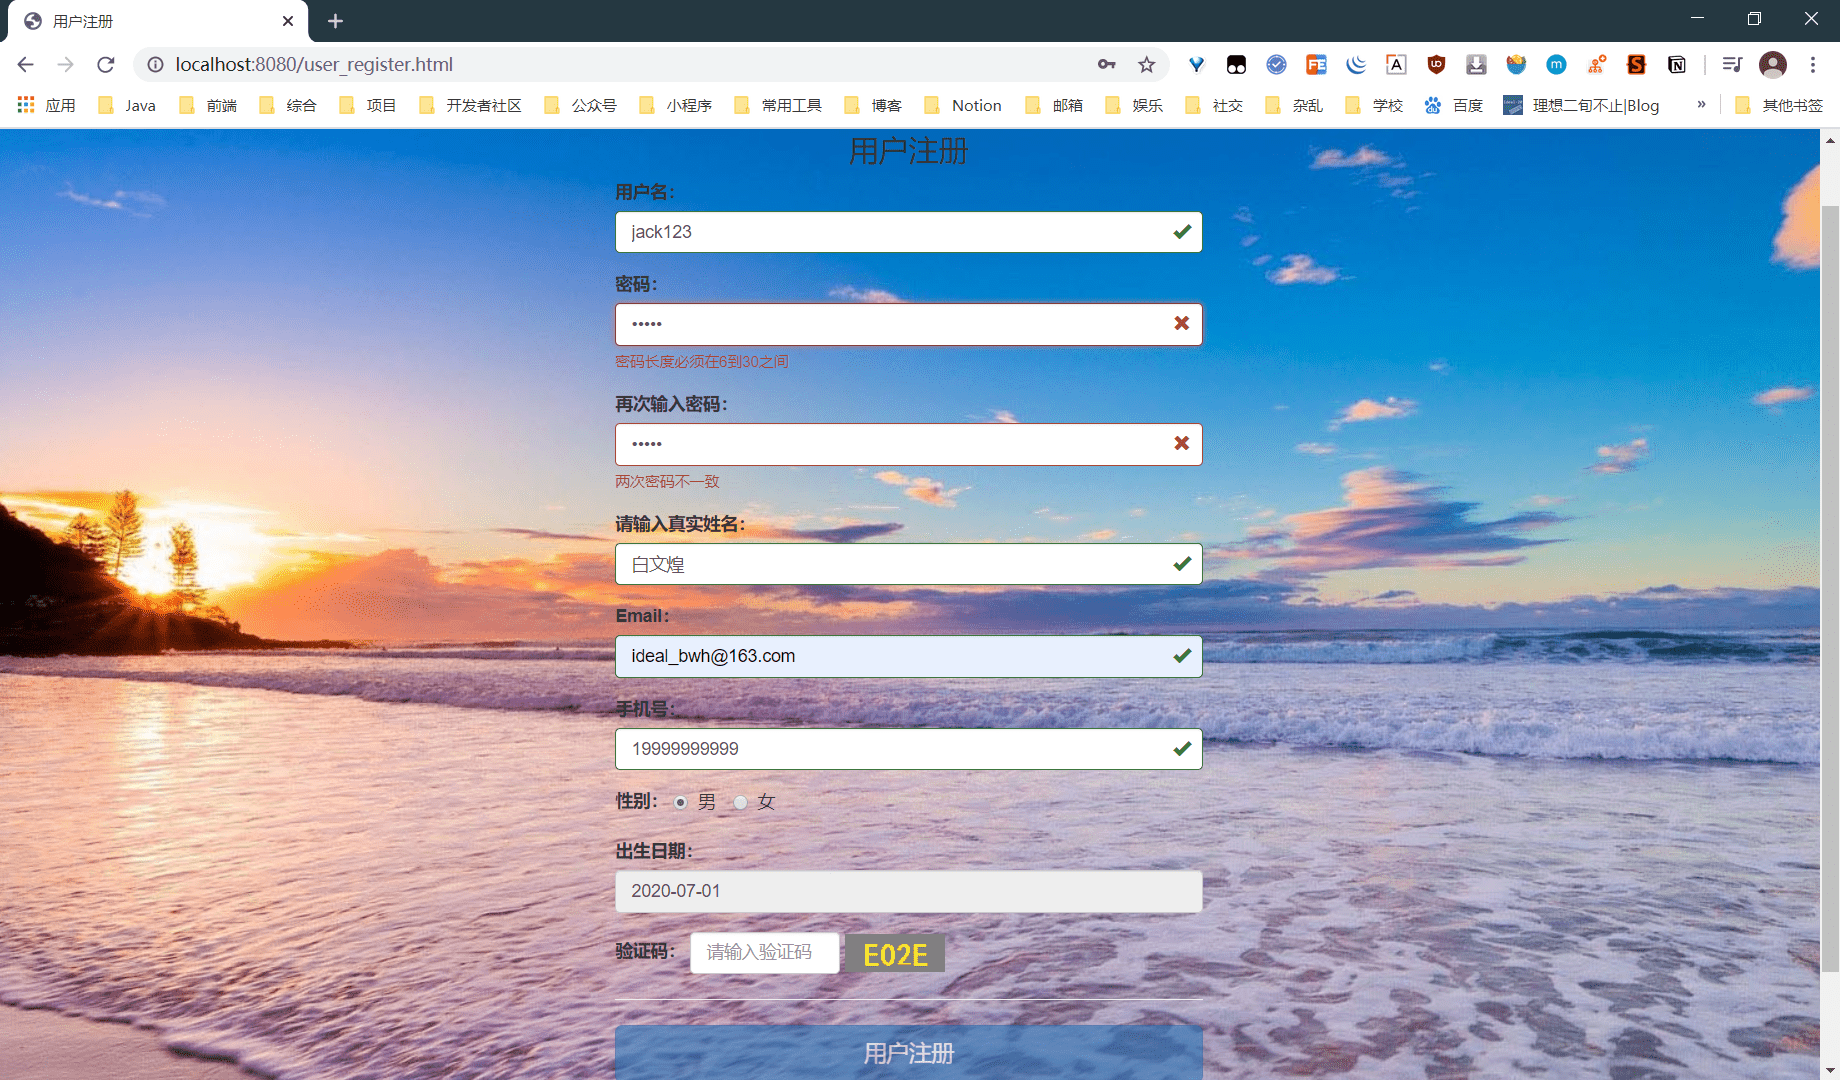 用户注册
localhost:8080/user_register.html
应用 Java 前端 综合 项目 开发者社区 公众号 小程序 常用工具 博客 Notion 邮箱 娱乐 社交 杂乱 学校 百度 理想二旬不止|Blog » 其他书签
用户注册
用户名：
jack123
密码：
•••••
密码长度必须在6到30之间
再次输入密码：
•••••
两次密码不一致
请输入真实姓名：
白文煌
Email：
ideal_bwh@163.com
手机号：
19999999999
性别： 男 女
出生日期：
2020-07-01
验证码： 请输入验证码 E02E
用户注册